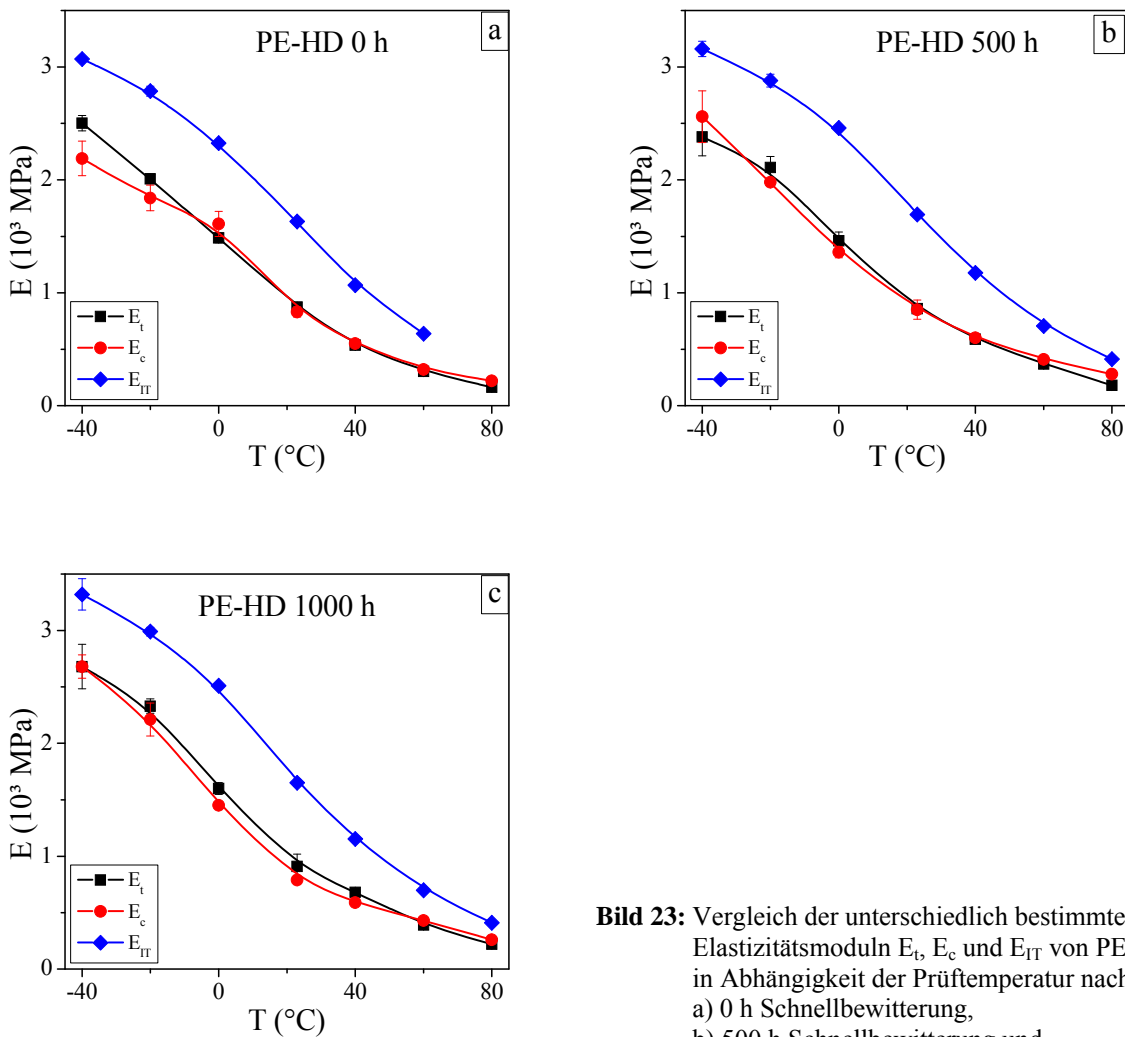 a
PE-HD 0 h
3
2
1
0
E (10³ MPa)
E_t
E_c
E_IT
-40 0 40 80
T (°C)
b
PE-HD 500 h
3
2
1
0
E (10³ MPa)
E_t
E_c
E_IT
-40 0 40 80
T (°C)
c
PE-HD 1000 h
3
2
1
0
E (10³ MPa)
E_t
E_c
E_IT
-40 0 40 80
T (°C)
Bild 23: Vergleich der unterschiedlich bestimmte
Elastizitätsmoduln E_t, E_c und E_IT von PE
in Abhängigkeit der Prüftemperatur nach
a) 0 h Schnellbewitterung,
b) 500 h Schnellbewitterung und